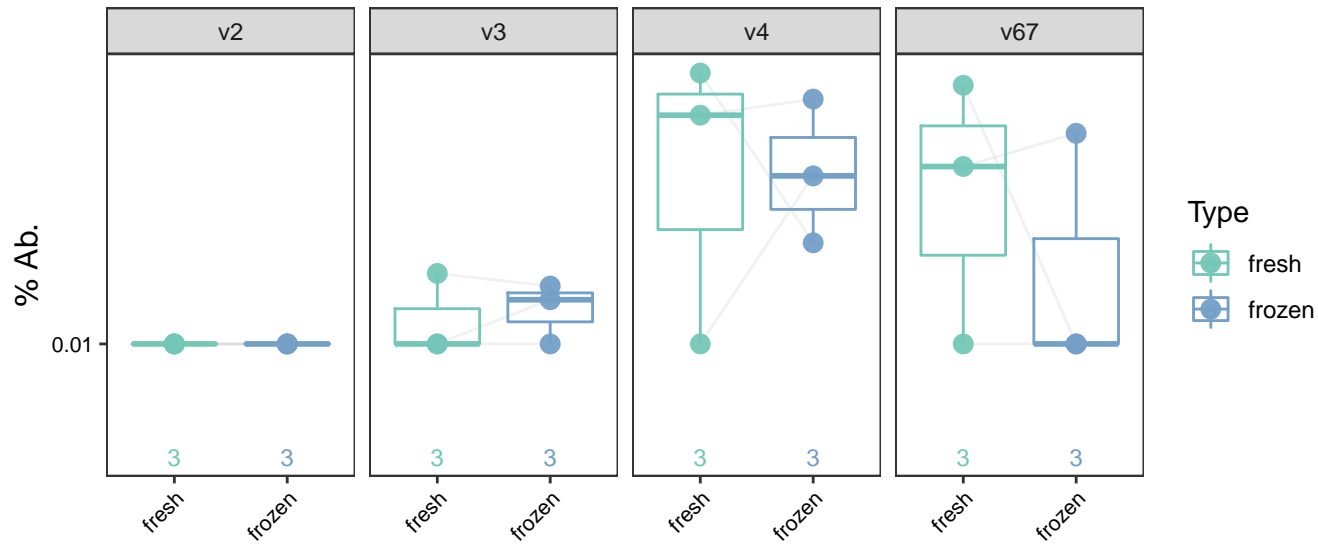 v2 v3 v4 v67
% Ab.
0.01
3 3 3 3 3 3 3 3
fresh frozen fresh frozen fresh frozen fresh frozen
Type
fresh
frozen